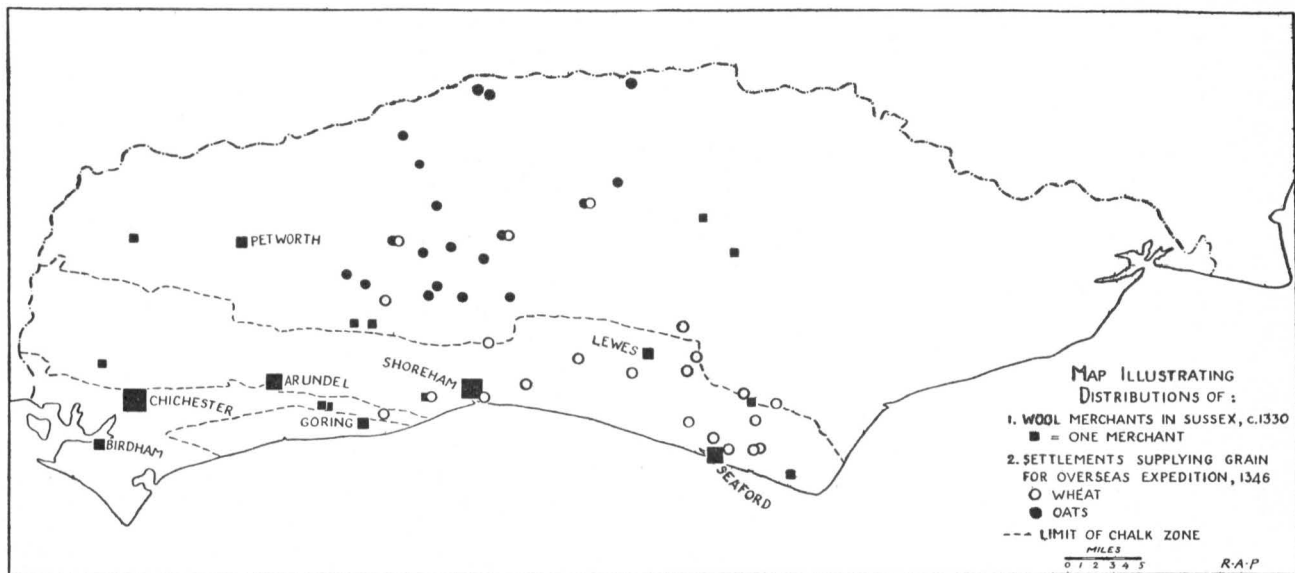 PETWORTH
LEWES
SHOREHAM
ARUNDEL
CHICHESTER
GORING
BIRDHAM
SEAFORD
MAP ILLUSTRATING
DISTRIBUTIONS OF:
1. WOOL MERCHANTS IN SUSSEX, C.1330
= ONE MERCHANT
2. SETTLEMENTS SUPPLYING GRAIN
FOR OVERSEAS EXPEDITION, 1346
WHEAT
OATS
LIMIT OF CHALK ZONE
MILES
0 1 2 3 4 5
R.A.P